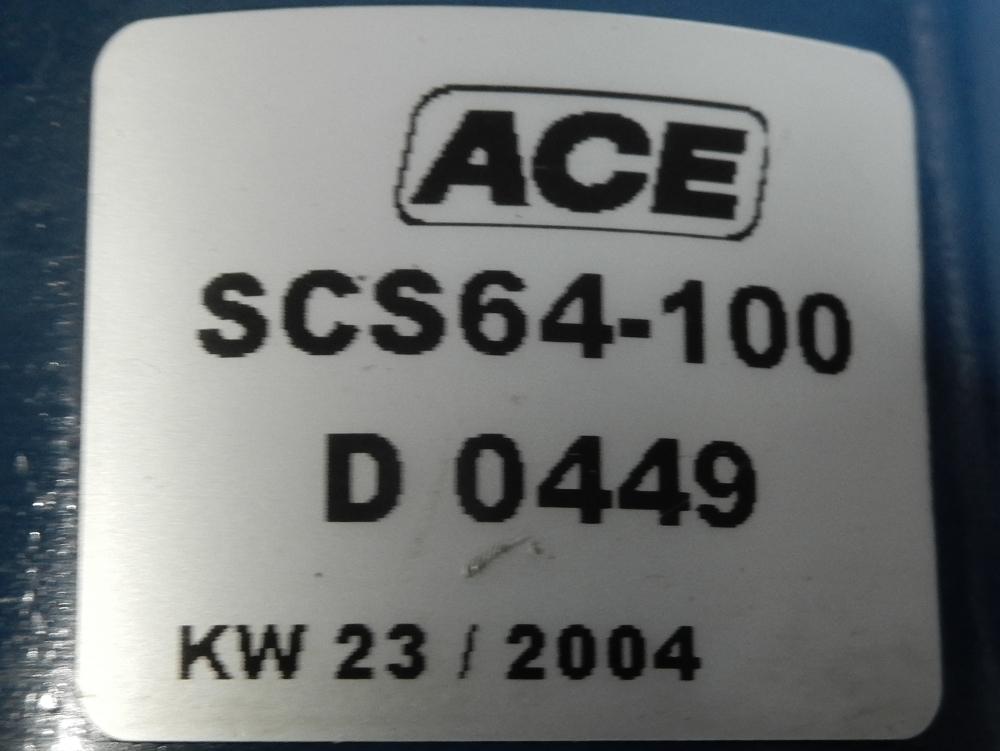 ACE
SCS64-100
D 0449
KW 23 / 2004